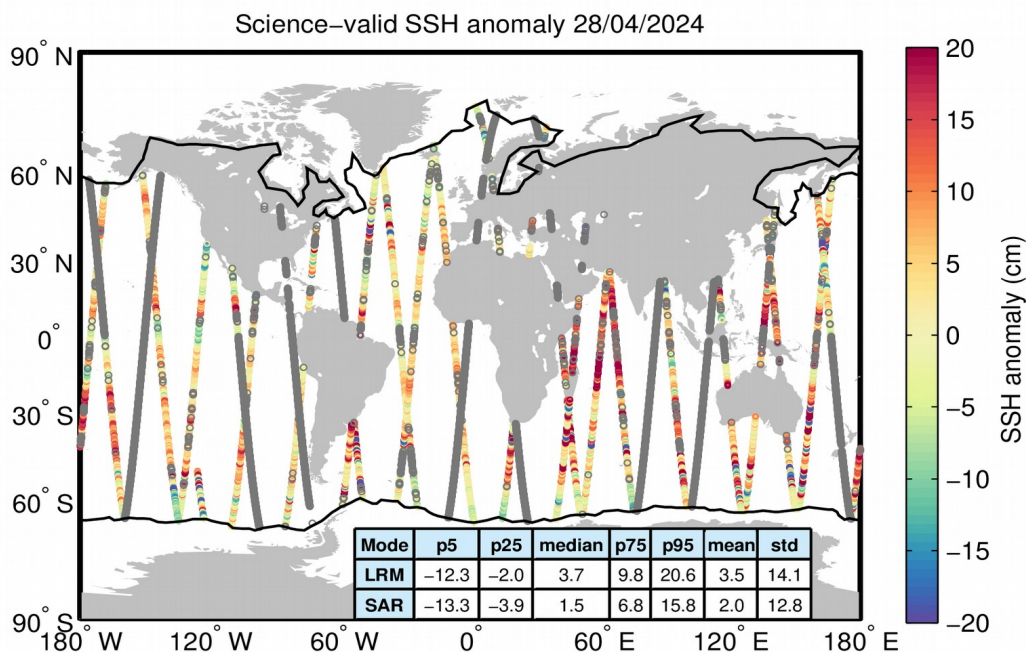 Science−valid SSH anomaly 28/04/2024
90° N
60° N
30° N
0°
30° S
60° S
90° S
180° W
120° W
60° W
0°
60° E
120° E
180° E
Mode p5 p25 median p75 p95 mean std
LRM −12.3 −2.0 3.7 9.8 20.6 3.5 14.1
SAR −13.3 −3.9 1.5 6.8 15.8 2.0 12.8
20
15
10
5
0
−5
−10
−15
−20
SSH anomaly (cm)